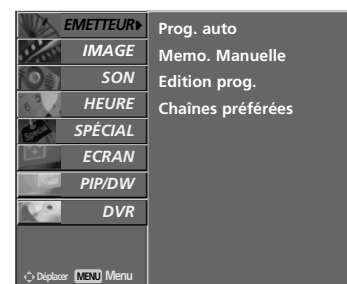 EMETTEUR
IMAGE
SON
HEURE
SPÉCIAL
ECRAN
PIP/DW
DVR
Déplacer MENU Menu
Prog. auto
Memo. Manuelle
Edition prog.
Chaînes préférées